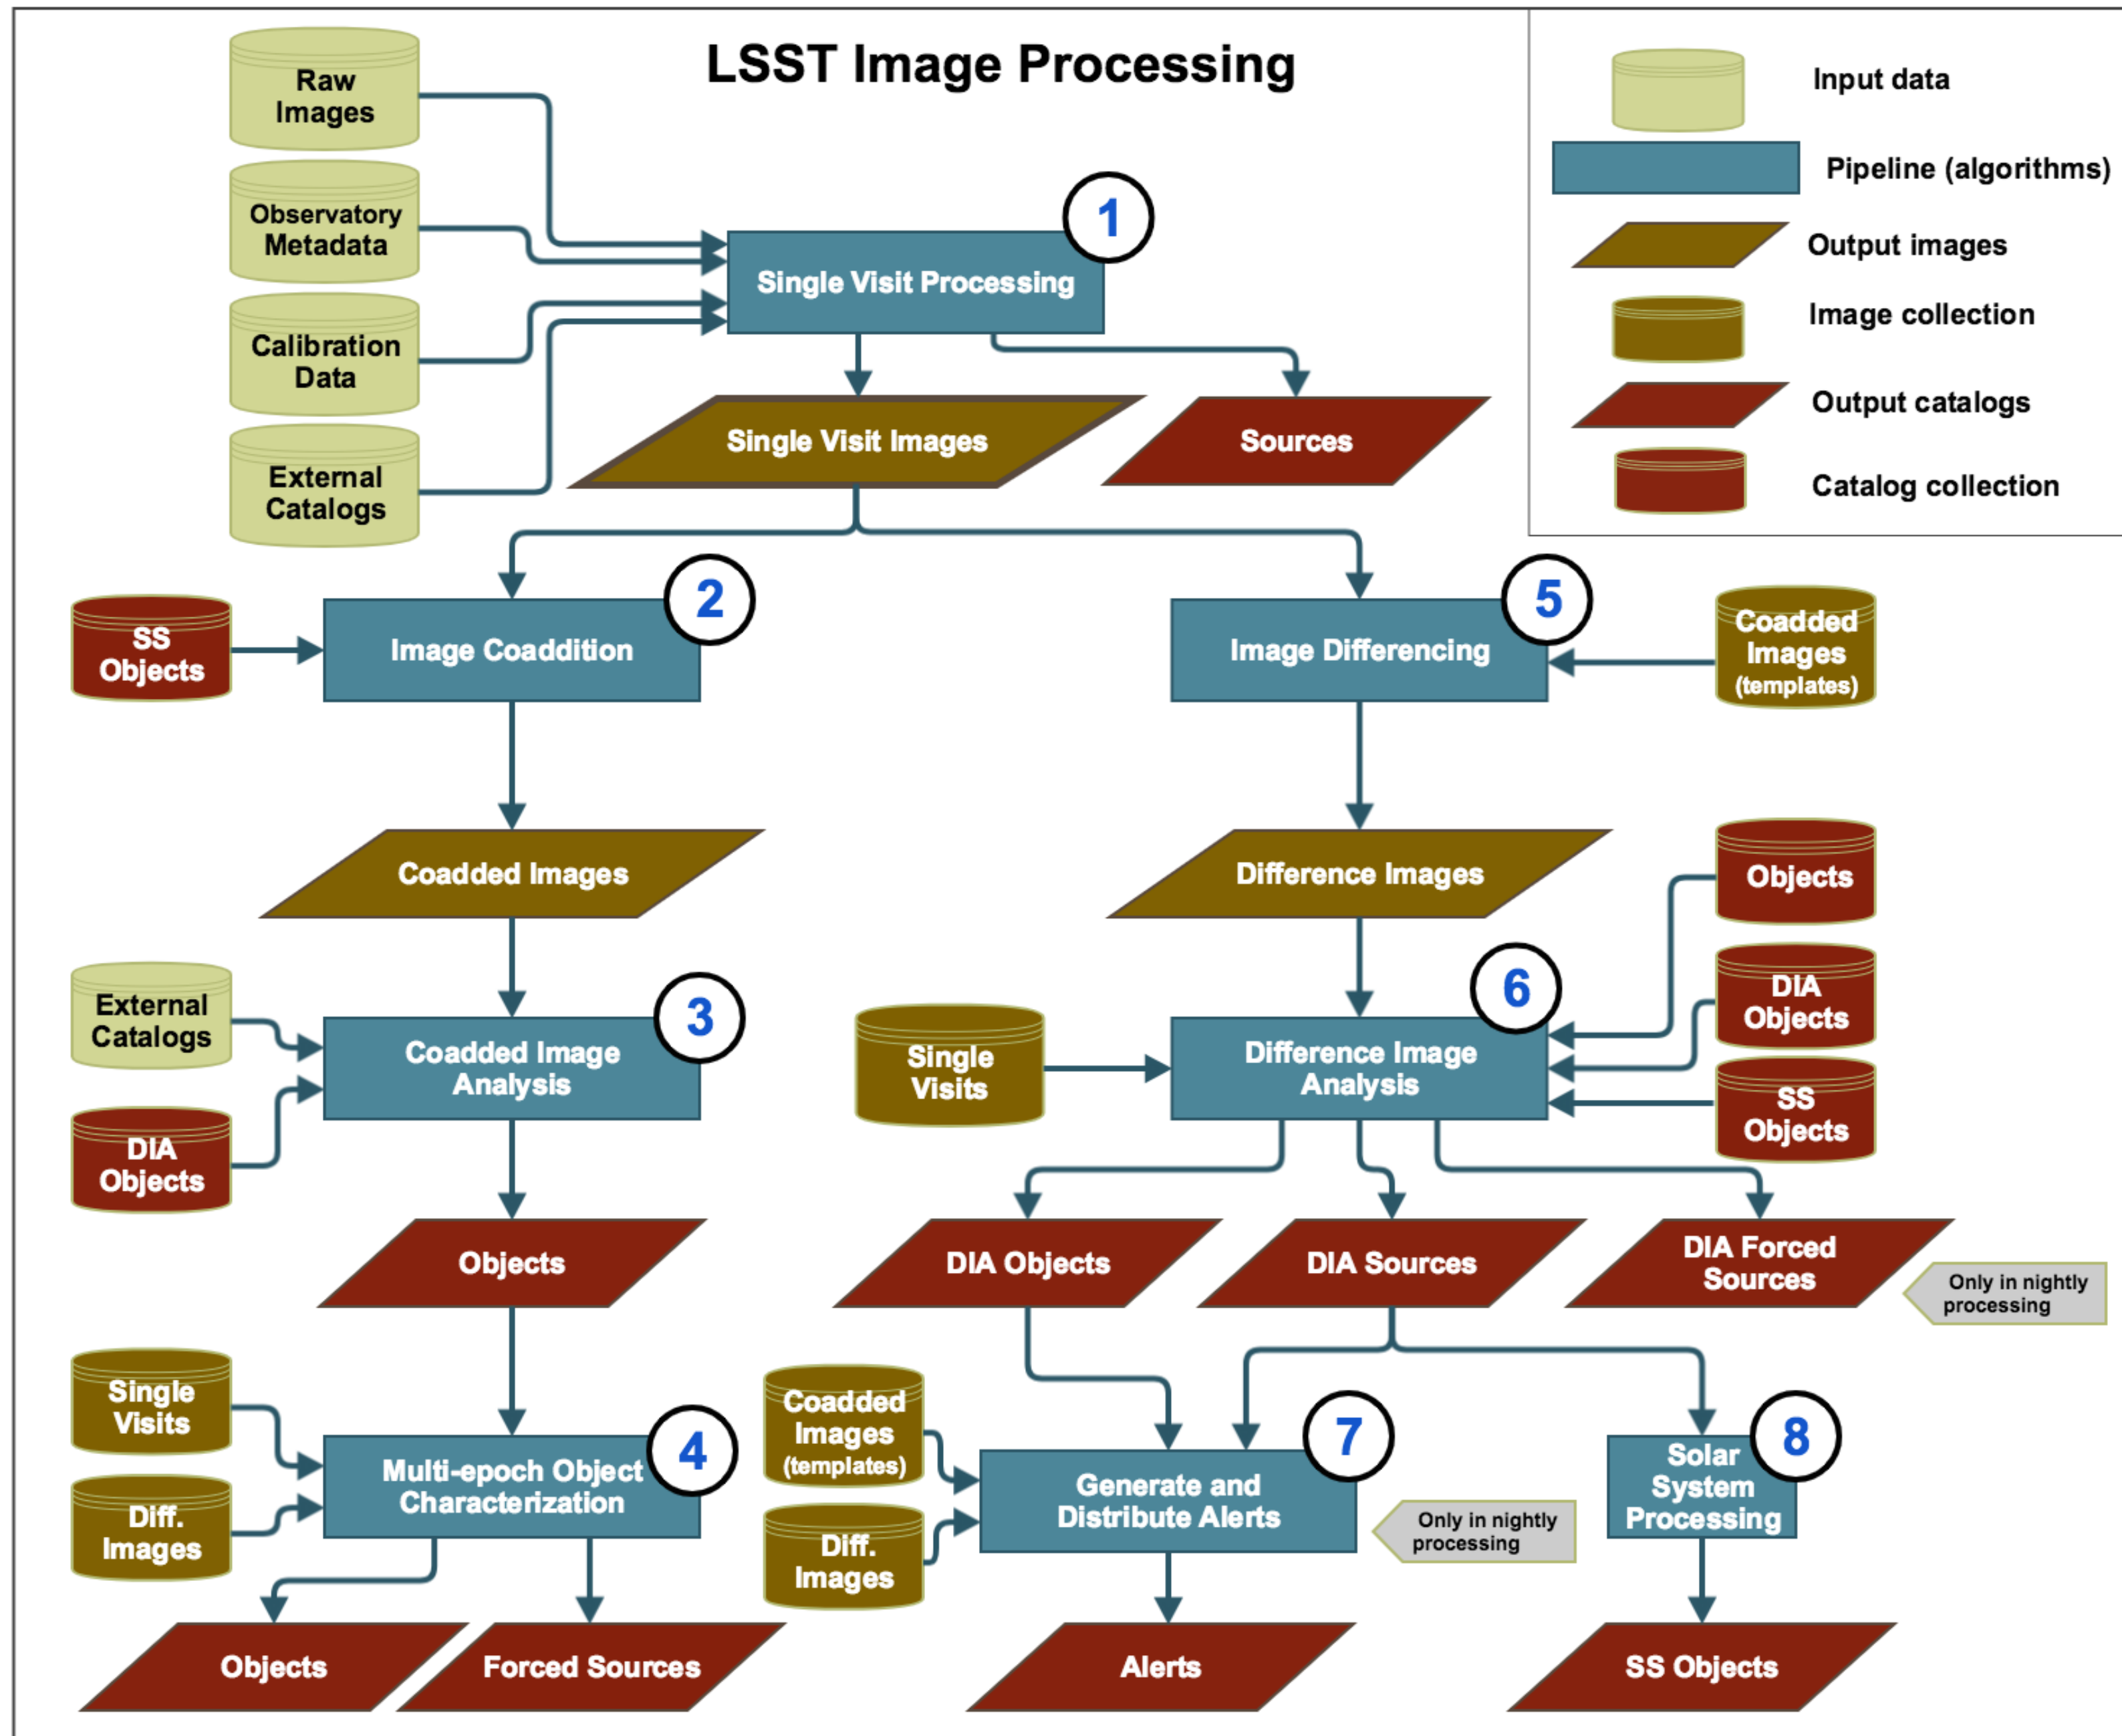 LSST Image Processing
Raw
Images
Observatory
Metadata
Calibration
Data
External
Catalogs
1
Single Visit Processing
Single Visit Images
Sources
Input data
Pipeline (algorithms)
Output images
Image collection
Output catalogs
Catalog collection
SS
Objects
2
Image Coaddition
5
Image Differencing
Coadded
Images
(templates)
Coadded Images
Difference Images
Objects
DIA
Objects
SS
Objects
External
Catalogs
DIA
Objects
3
Coadded Image
Analysis
Single
Visits
6
Difference Image
Analysis
Objects
DIA Objects
DIA Sources
DIA Forced
Sources
Only in nightly
processing
Single
Visits
Diff.
Images
4
Multi-epoch Object
Characterization
Coadded
Images
(templates)
Diff.
Images
7
Generate and
Distribute Alerts
Only in nightly
processing
8
Solar
System
Processing
Objects
Forced Sources
Alerts
SS Objects